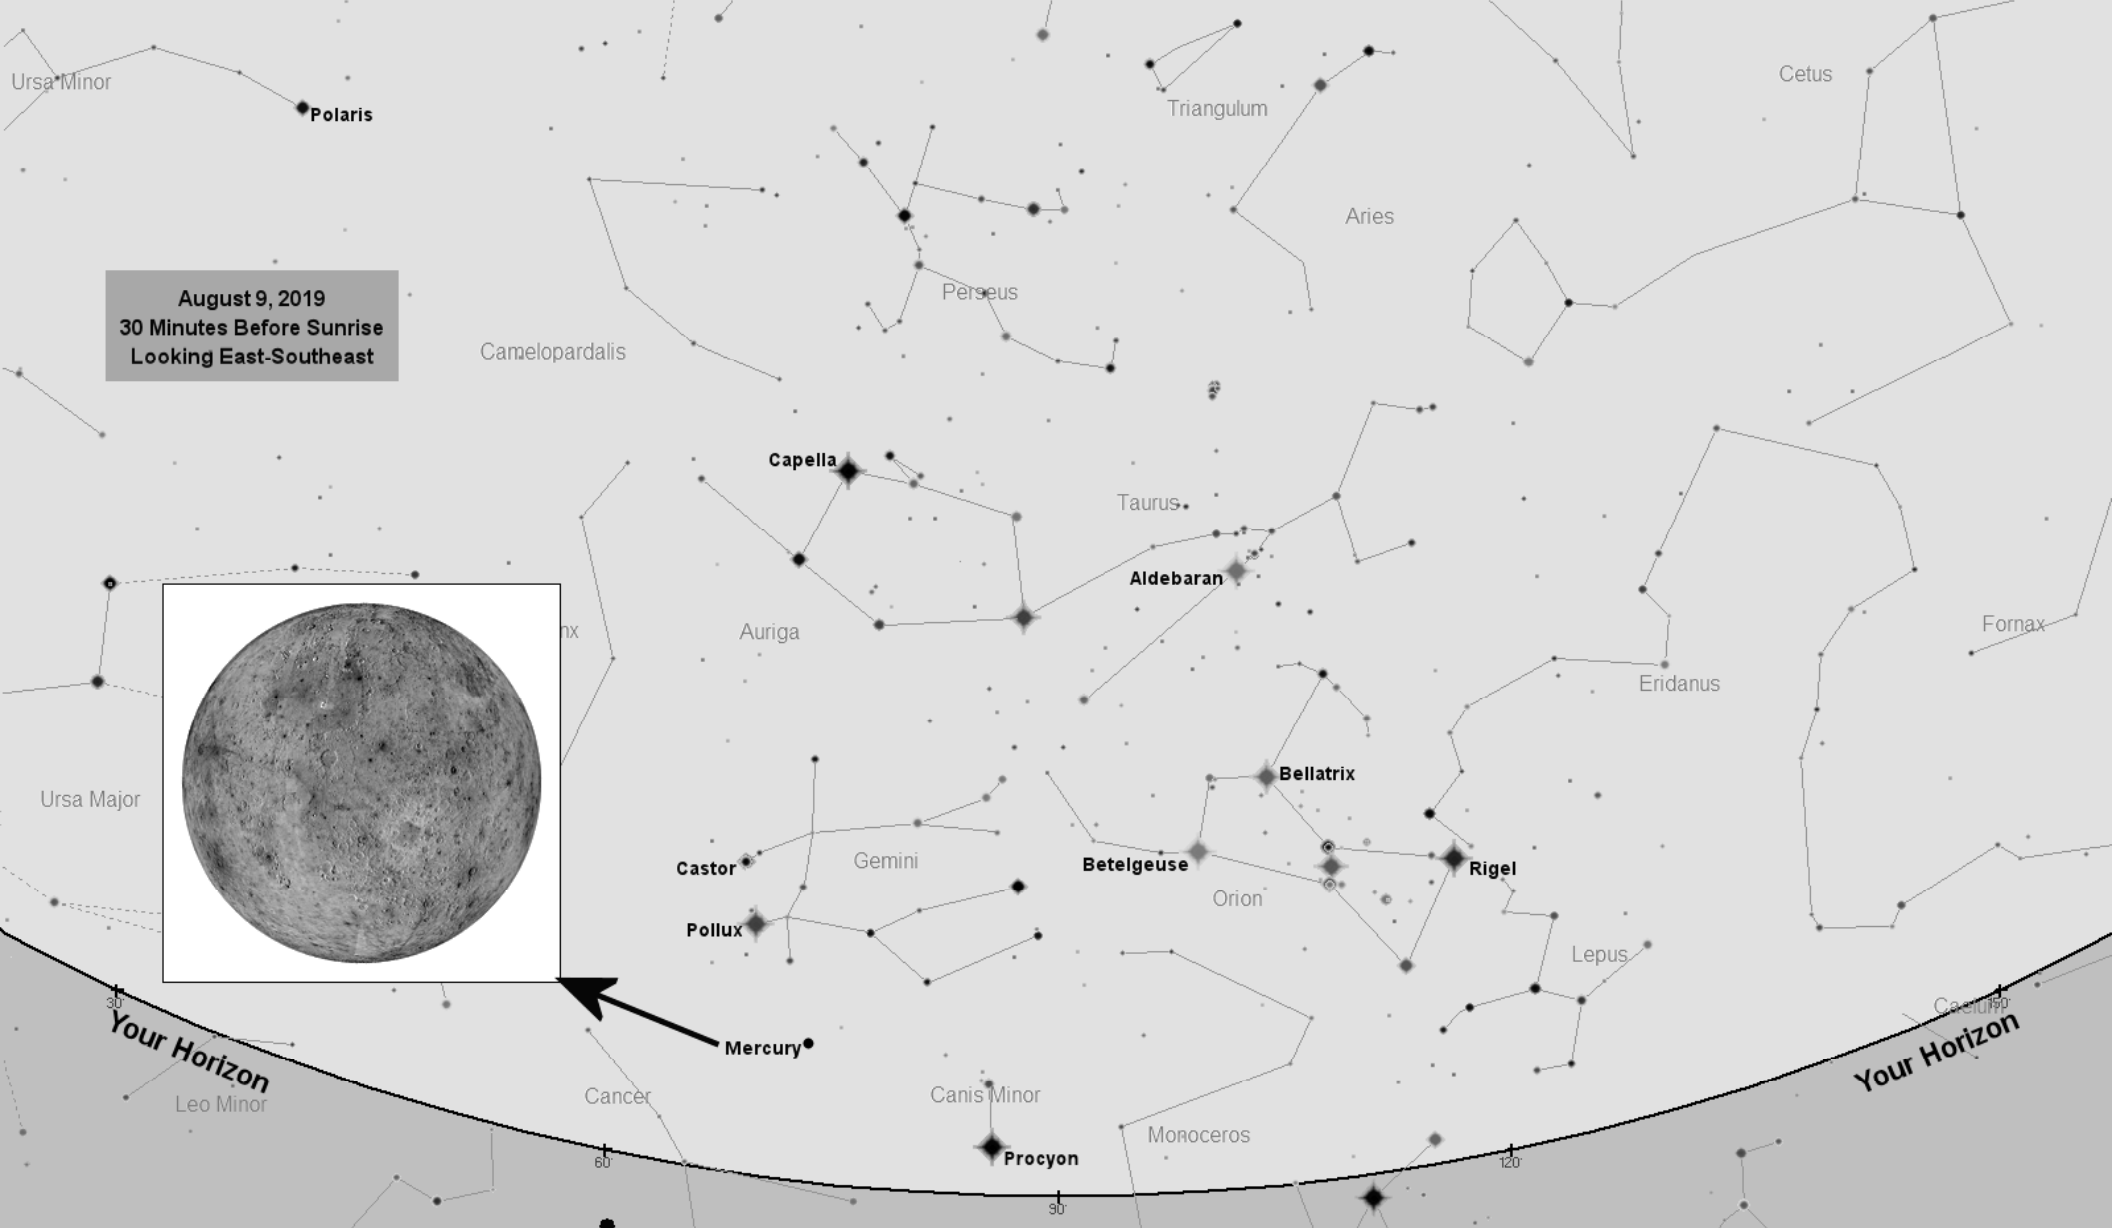 Ursa Minor
Polaris
Triangulum
Cetus
Aries
August 9, 2019
30 Minutes Before Sunrise
Looking East-Southeast
Perseus
Camelopardalis
Capella
Taurus
Aldebaran
Auriga
nx
Fornax
Eridanus
Ursa Major
Bellatrix
Castor
Gemini
Betelgeuse
Rigel
Orion
Pollux
Lepus
30°
Your Horizon
Caelum
150°
Your Horizon
Mercury
Leo Minor
Cancer
Canis Minor
Monoceros
Procyon
60°
120°
90°